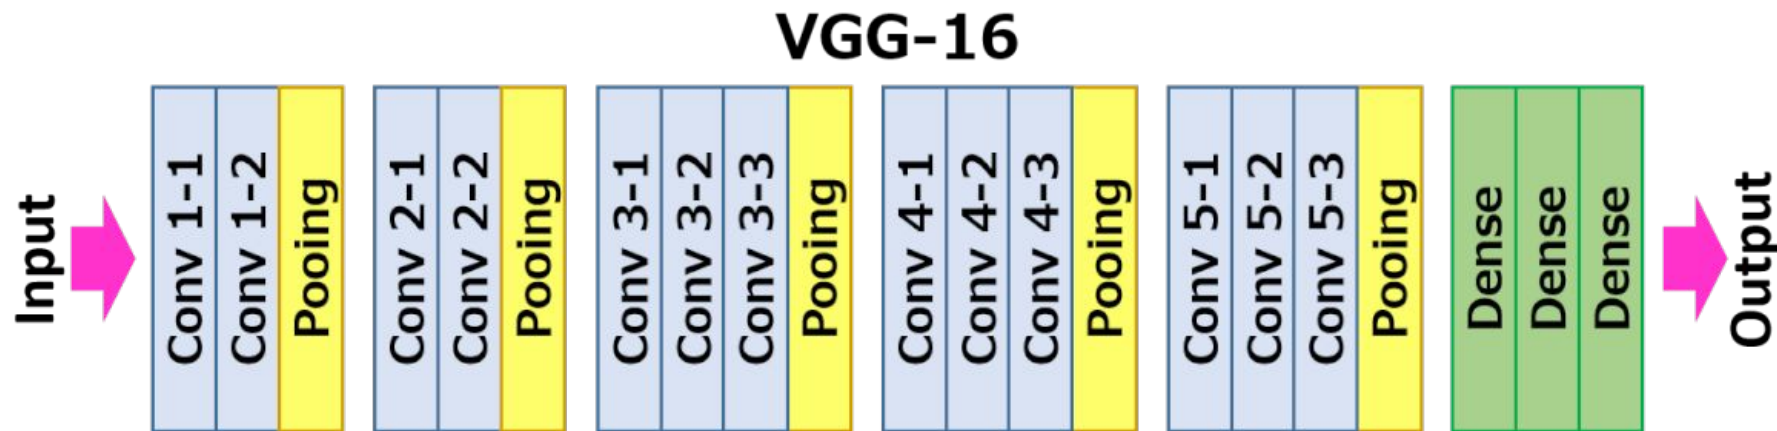 VGG-16
Input
Conv 1-1
Conv 1-2
Pooing
Conv 2-1
Conv 2-2
Pooing
Conv 3-1
Conv 3-2
Conv 3-3
Pooing
Conv 4-1
Conv 4-2
Conv 4-3
Pooing
Conv 5-1
Conv 5-2
Conv 5-3
Pooing
Dense
Dense
Dense
Output